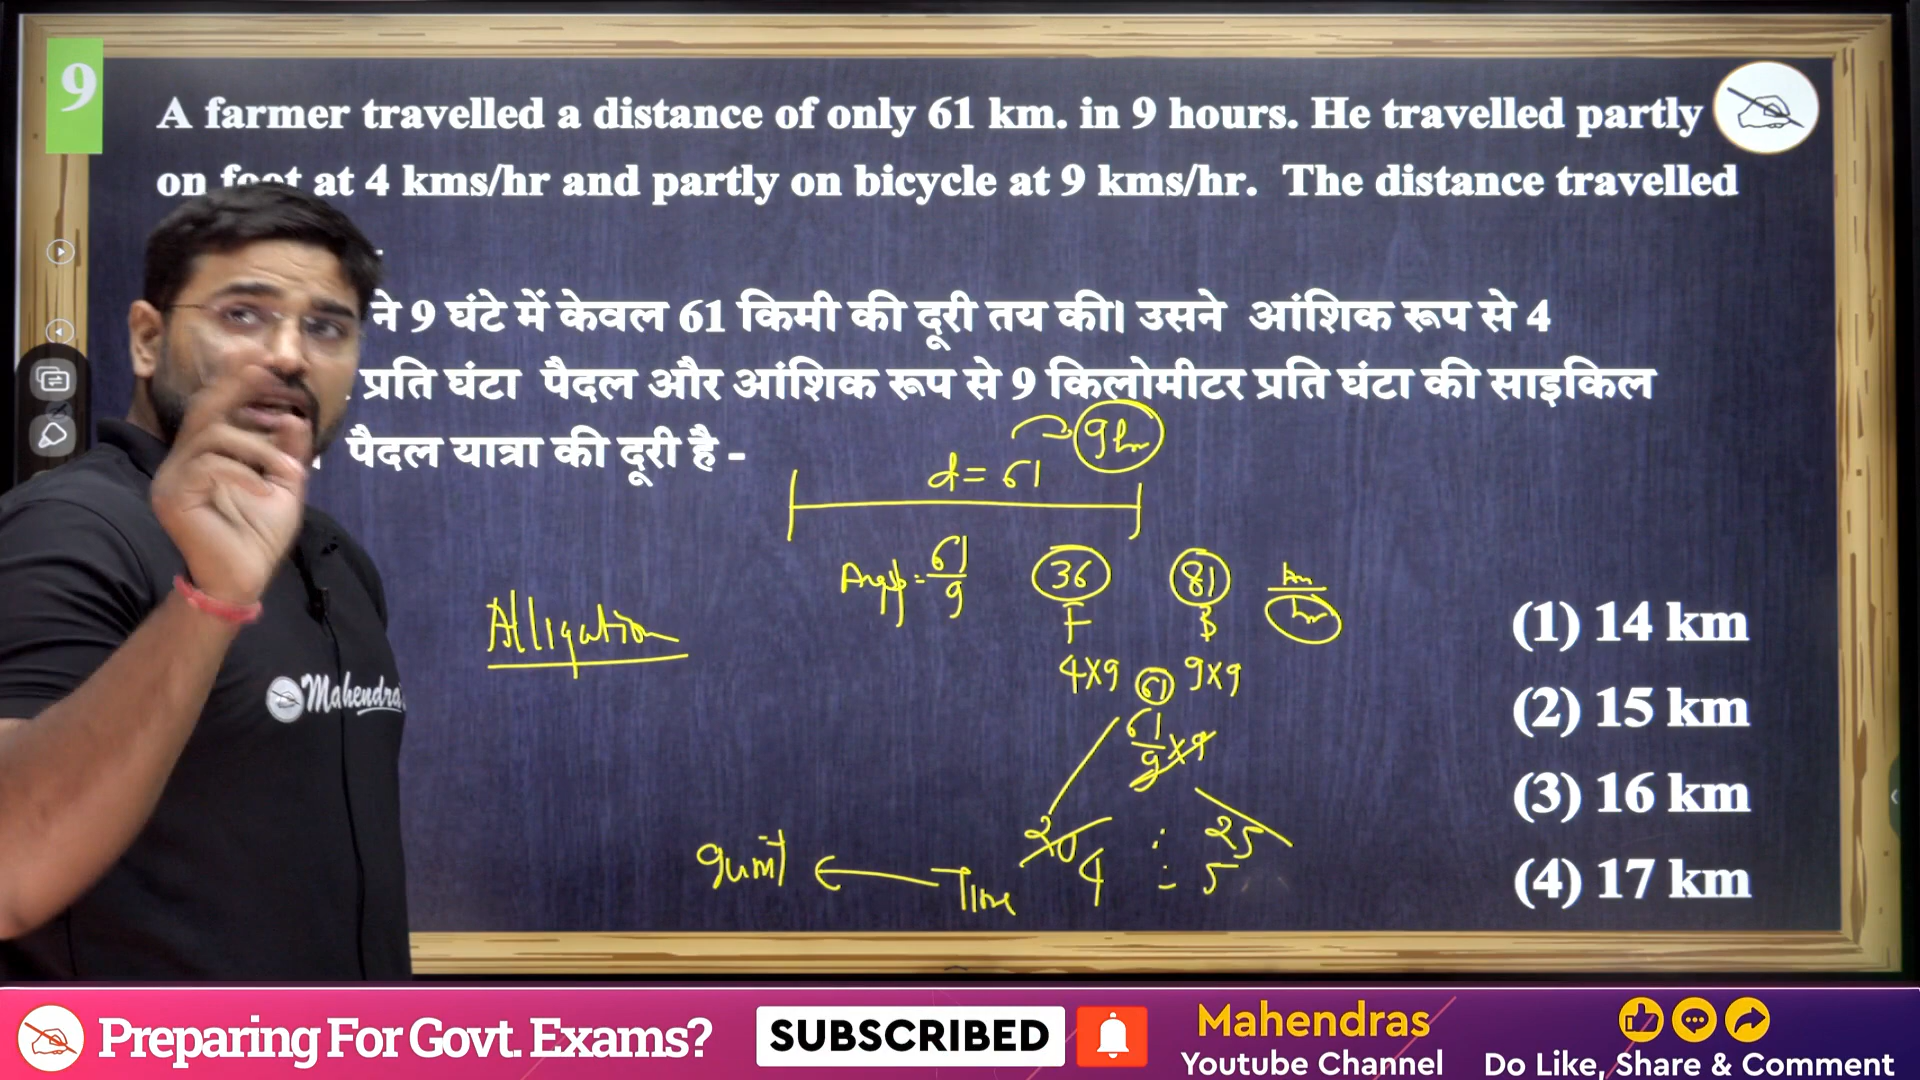 9
A farmer travelled a distance of only 61 km. in 9 hours. He travelled partly
on foot at 4 kms/hr and partly on bicycle at 9 kms/hr. The distance travelled
ने 9 घंटे में केवल 61 किमी की दूरी तय की। उसने आंशिक रूप से 4
प्रति घंटा पैदल और आंशिक रूप से 9 किलोमीटर प्रति घंटा की साइकिल
पैदल यात्रा की दूरी है -
d = 61
61/9
36
81
F
B
Alligation
4×9
9×9
61
61/9 ×9
20 : 25
4 : 5
9 unit
Time
(1) 14 km
(2) 15 km
(3) 16 km
(4) 17 km
Mahendra's
Preparing For Govt. Exams?
SUBSCRIBED
Mahendras
Youtube Channel
Do Like, Share & Comment